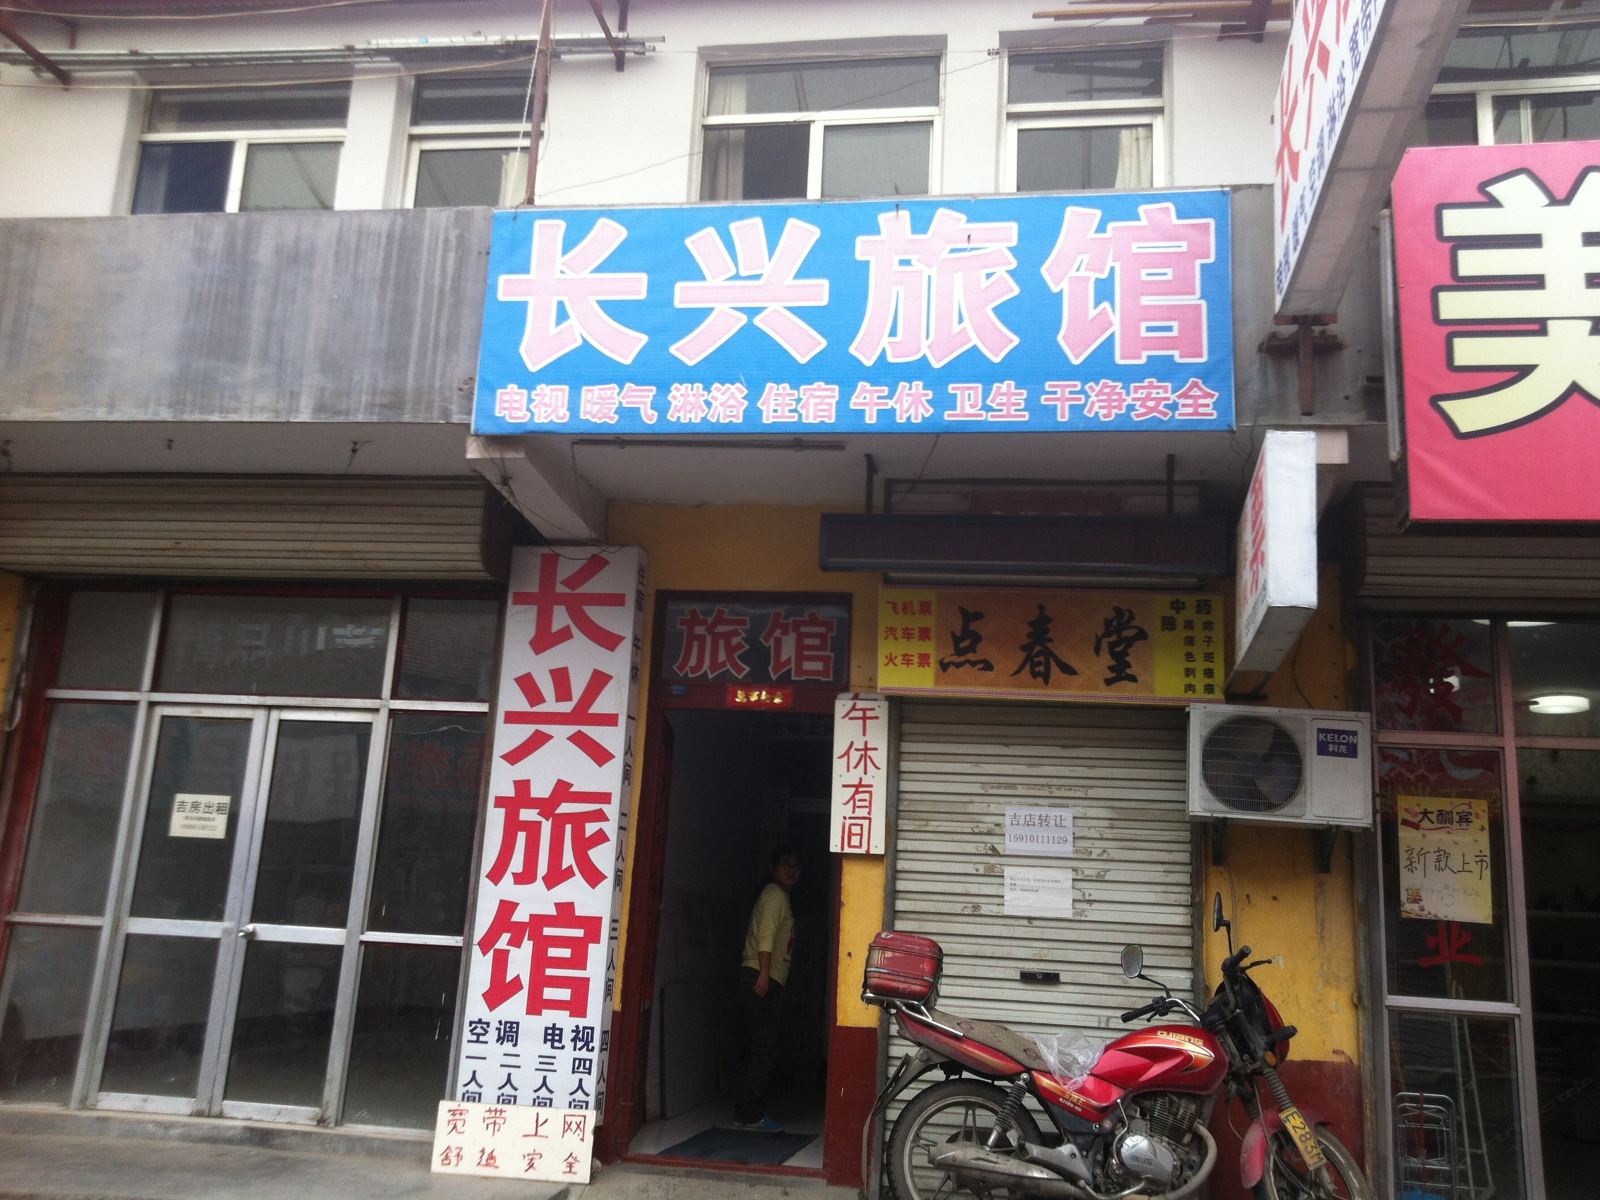 长兴旅馆
电视 暖气 淋浴 住宿 午休 卫生 干净安全
长兴旅馆
空调 电视
一人间 二人间 三人间 四人间
住宿 午休 一人间 二人间 三人间 四人间
宽带上网
舒适安全
旅馆
午休有间
飞机票
汽车票
火车票
点春堂
中药
除
吉店转让
15910111129
吉房出租
KELON
科龙
美
票
發
业
大酬宾
新款上市